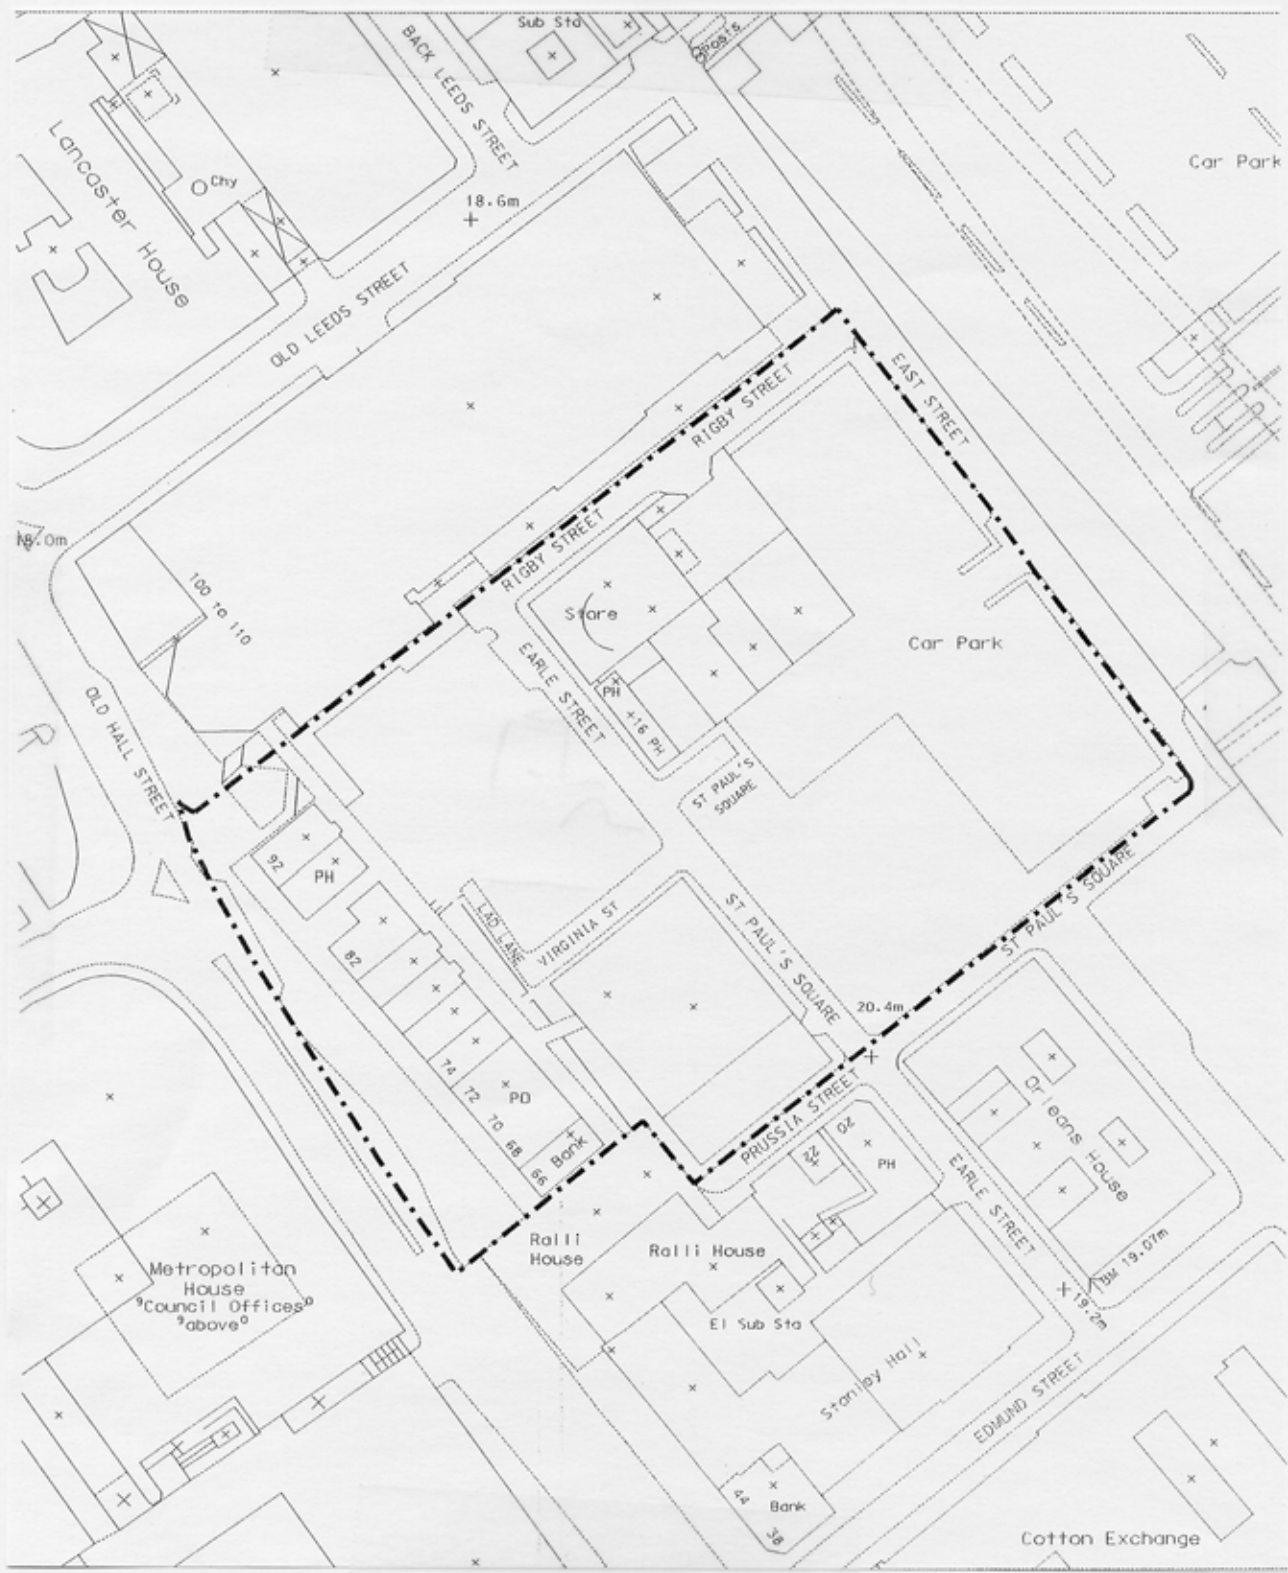 Sub Sta
Posts
BACK LEEDS STREET
Lancaster House
Chy
18.6m
Car Park
OLD LEEDS STREET
EAST STREET
RIGBY STREET
RIGBY STREET
18.0m
100 to 110
Store
EARLE STREET
Car Park
PH
16 PH
OLD HALL STREET
ST PAUL'S
SQUARE
92
PH
ST PAUL'S SQUARE
LAD LANE
VIRGINIA ST
ST PAUL'S SQUARE
82
20.4m
74
72
70
68
66
PO
Bank
PRUSSIA STREET
20
22
PH
Orleans House
EARLE STREET
Ralli
House
Ralli House
BM 19.07m
19.2m
Metropolitan
House
"Council Offices"
"above"
El Sub Sta
Stanley Hall
EDMUND STREET
44
Bank
38
Cotton Exchange